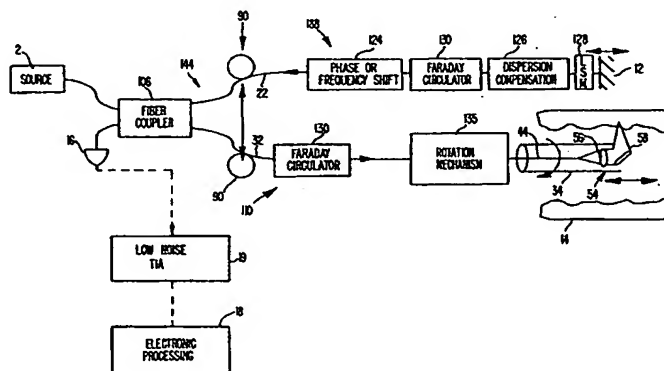 90
133
124
130
126
128
2
SOURCE
144
106
PHASE OR
FREQUENCY SHIFT
FARADAY
CIRCULATOR
DISPERSION
COMPENSATION
12
22
FIBER
COUPLER
16
32
130
FARADAY
CIRCULATOR
135
ROTATION
MECHANISM
44
56
58
90
110
34
54
LOW NOISE
TIA
19
18
ELECTRONIC
PROCESSING